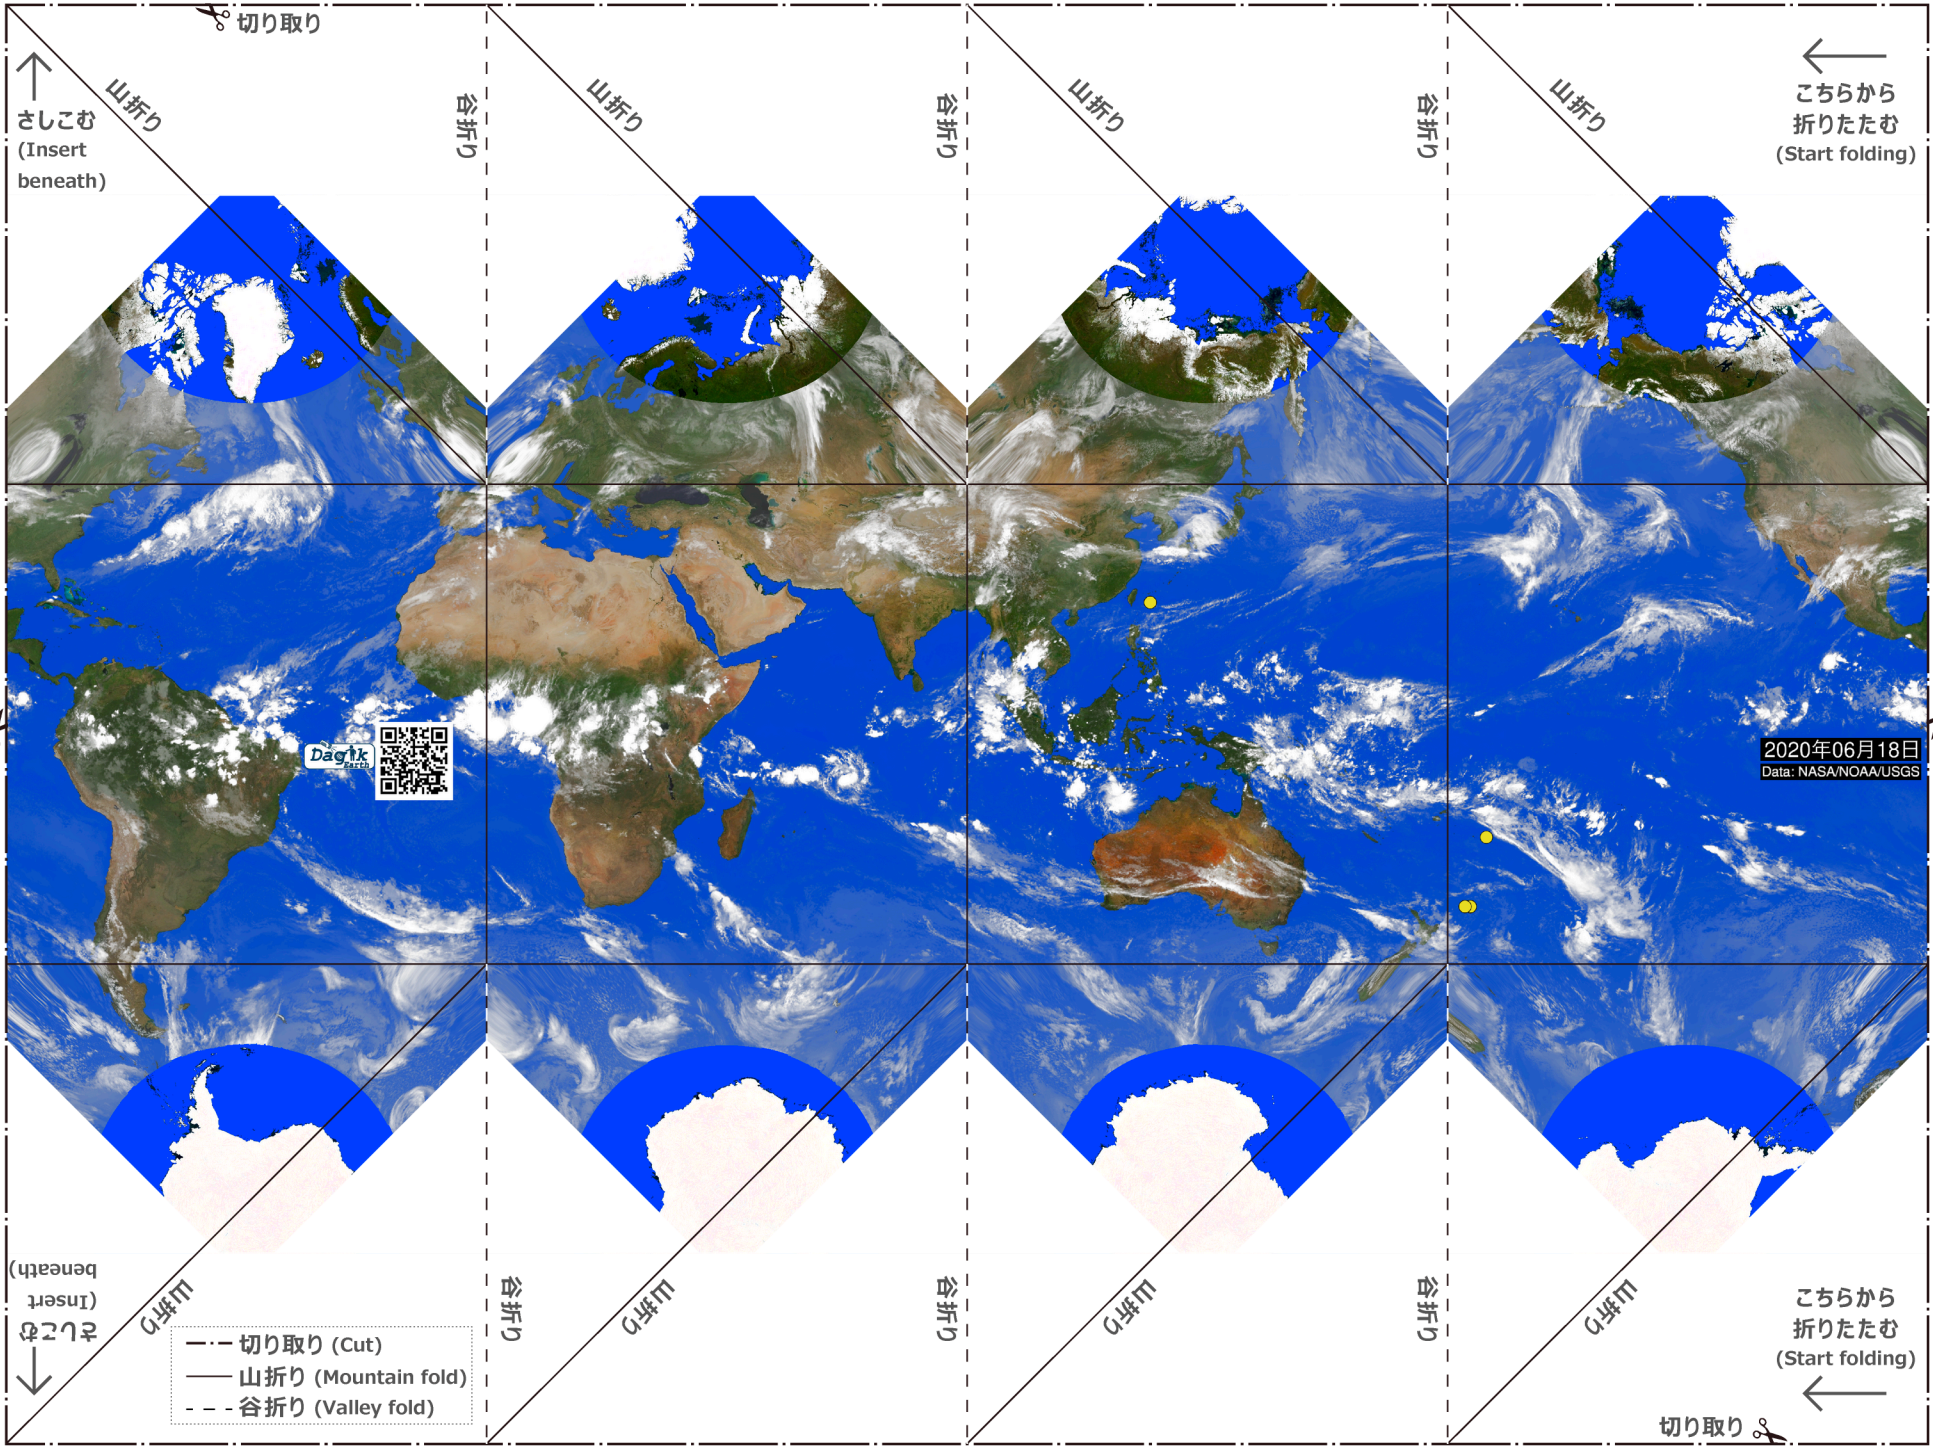 切り取り
さしこむ
(Insert
beneath)
山折り
谷折り
山折り
谷折り
山折り
谷折り
山折り
こちらから
折りたたむ
(Start folding)
Dagik
Earth
2020年06月18日
Data: NASA/NOAA/USGS
さしこむ
(Insert
beneath)
山折り
谷折り
山折り
谷折り
山折り
谷折り
山折り
こちらから
折りたたむ
(Start folding)
切り取り (Cut)
山折り (Mountain fold)
谷折り (Valley fold)
切り取り